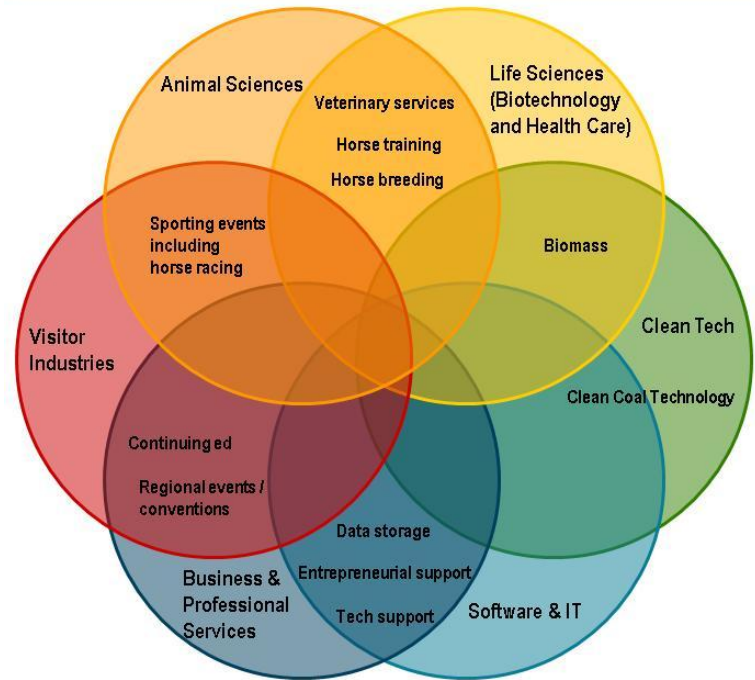 Animal Sciences
Life Sciences
(Biotechnology
and Health Care)
Veterinary services
Horse training
Horse breeding
Sporting events
including
horse racing
Biomass
Visitor
Industries
Clean Tech
Clean Coal Technology
Continuing ed
Regional events /
conventions
Data storage
Entrepreneurial support
Tech support
Business &
Professional
Services
Software & IT